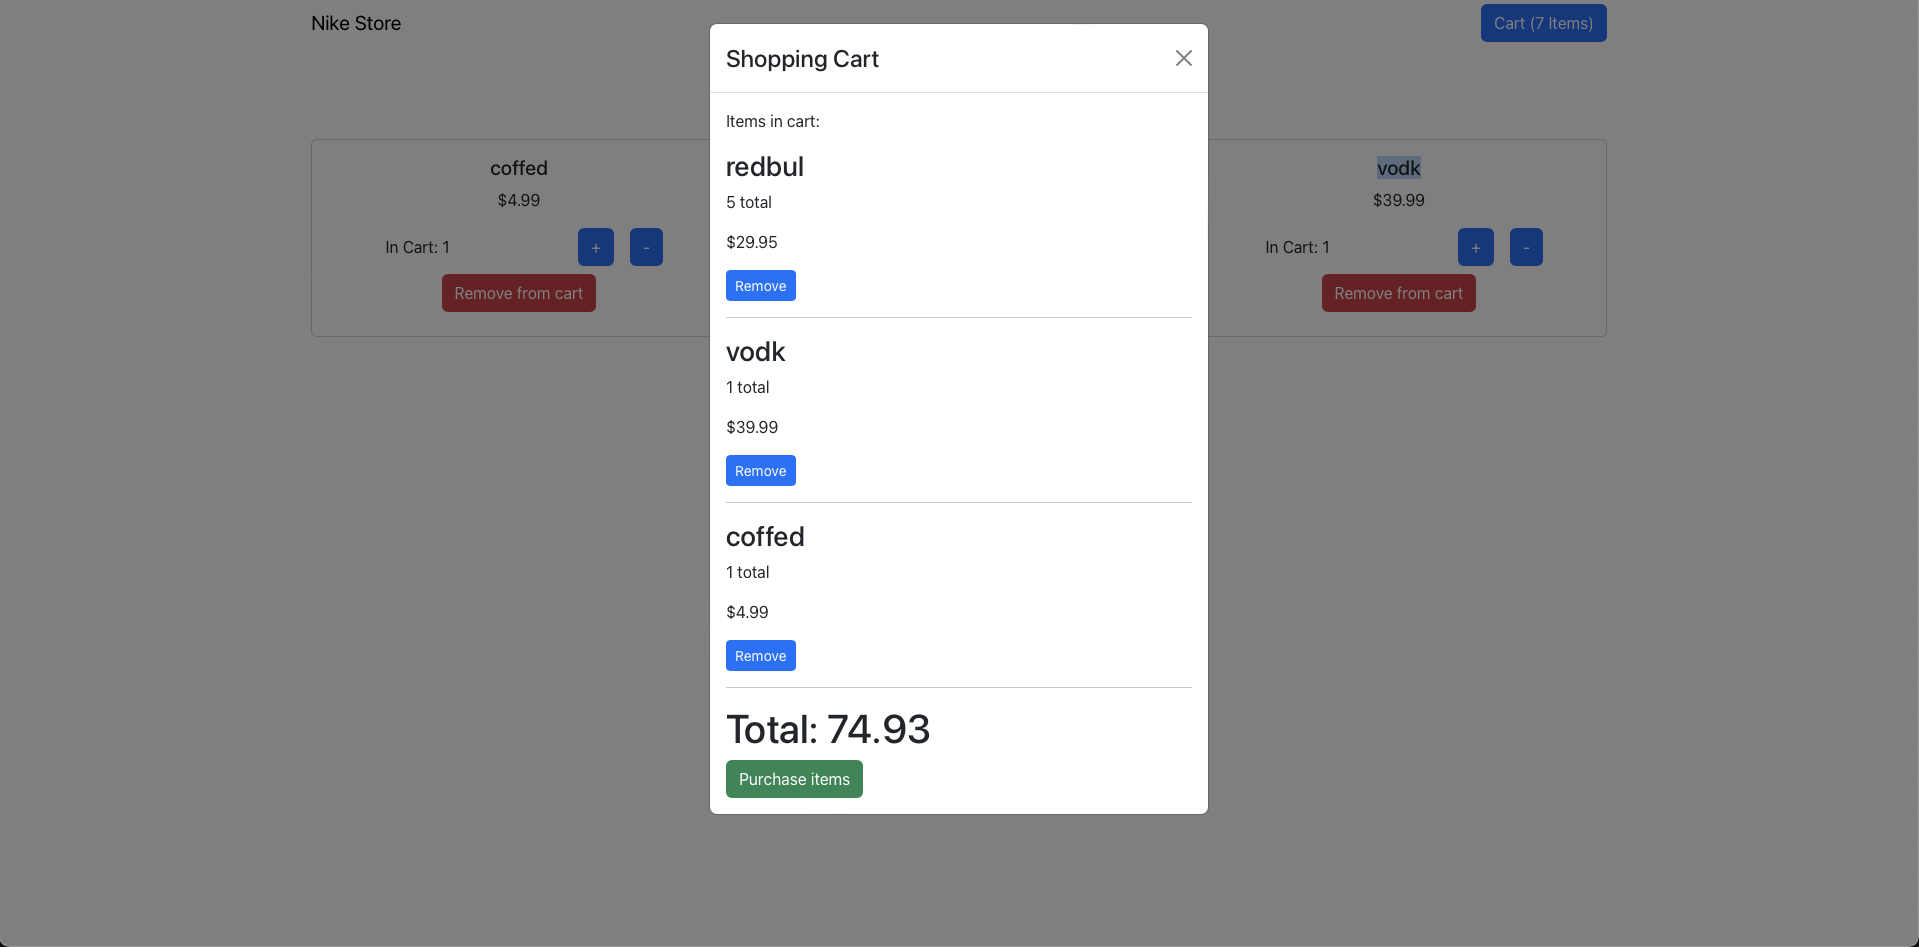 Nike Store
Cart (7 Items)
Shopping Cart
Items in cart:
redbul
5 total
$29.95
Remove
vodk
1 total
$39.99
Remove
coffed
1 total
$4.99
Remove
Total: 74.93
Purchase items
coffed
$4.99
In Cart: 1
+
-
Remove from cart
vodk
$39.99
In Cart: 1
+
-
Remove from cart